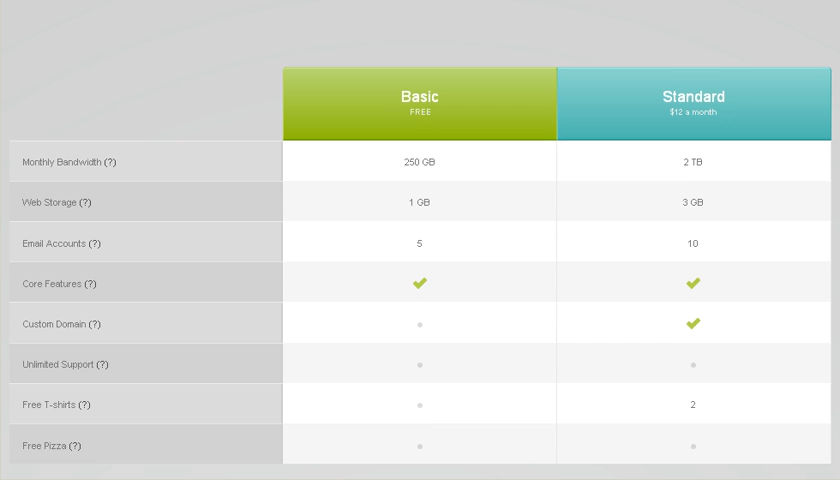 Basic
FREE
Standard
$12 a month
Monthly Bandwidth (?) 250 GB 2 TB
Web Storage (?) 1 GB 3 GB
Email Accounts (?) 5 10
Core Features (?)
Custom Domain (?)
Unlimited Support (?)
Free T-shirts (?) 2
Free Pizza (?)